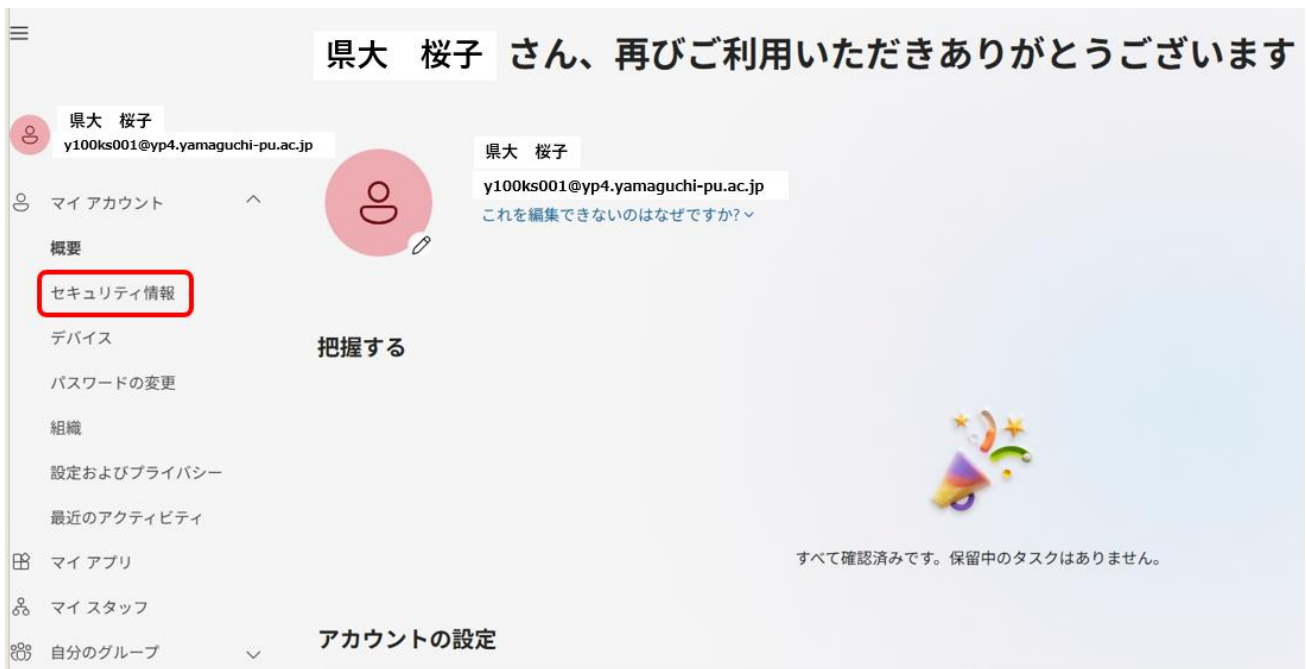 県大　桜子 さん、再びご利用いただきありがとうございます
県大　桜子
y100ks001@yp4.yamaguchi-pu.ac.jp
マイ アカウント
概要
セキュリティ情報
デバイス
パスワードの変更
組織
設定およびプライバシー
最近のアクティビティ
マイ アプリ
マイ スタッフ
自分のグループ
県大　桜子
y100ks001@yp4.yamaguchi-pu.ac.jp
これを編集できないのはなぜですか?
把握する
すべて確認済みです。保留中のタスクはありません。
アカウントの設定